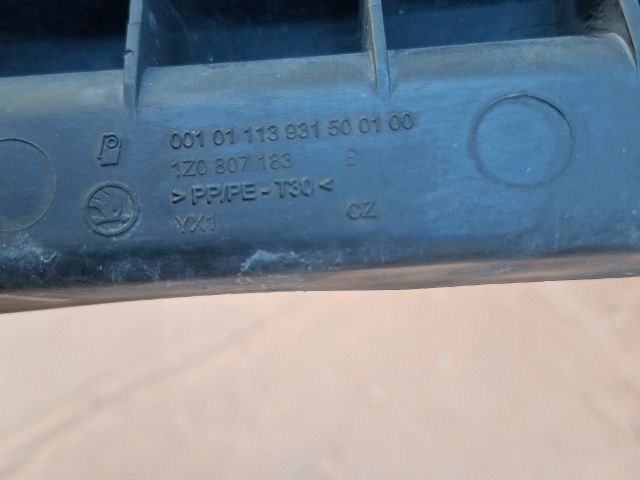 001 01 113 931 50 01 00
1Z0 807 183 B
>PP/PE-T30<
YX1 CZ